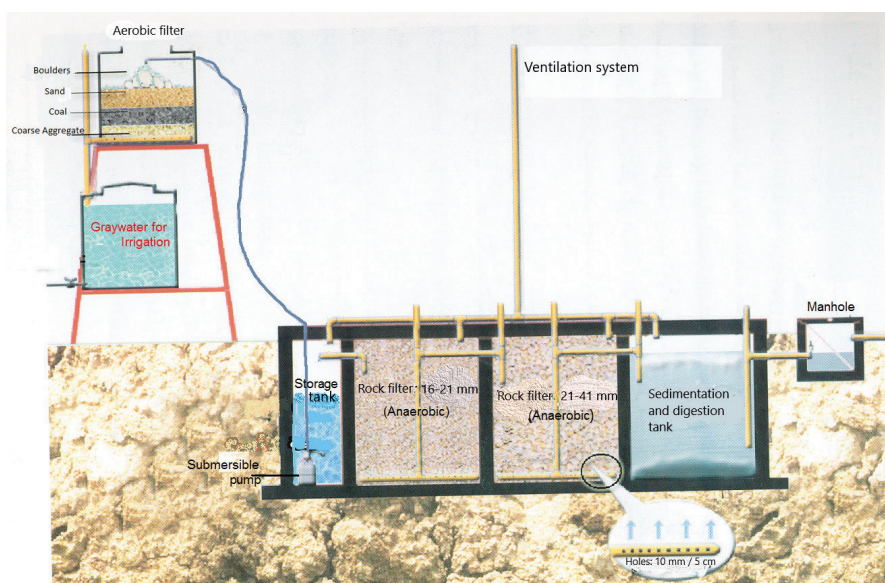 Aerobic filter
Boulders
Sand
Coal
Coarse Aggregate
Ventilation system
Graywater for
Irrigation
Manhole
Storage
tank
Rock filter: 16-21 mm
(Anaerobic)
Rock filter. 21-41 mm
(Anaerobic)
Sedimentation
and digestion
tank
Submersible
pump
Holes: 10 mm / 5 cm